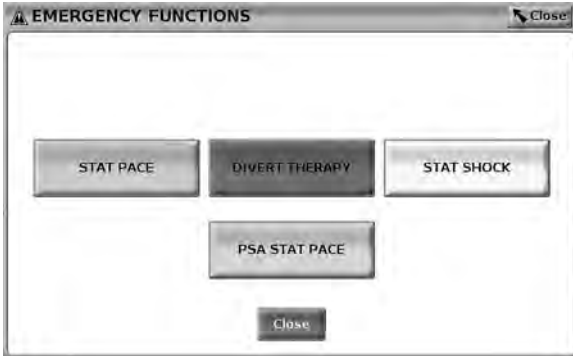 EMERGENCY FUNCTIONS
Close
STAT PACE
DIVERT THERAPY
STAT SHOCK
PSA STAT PACE
Close